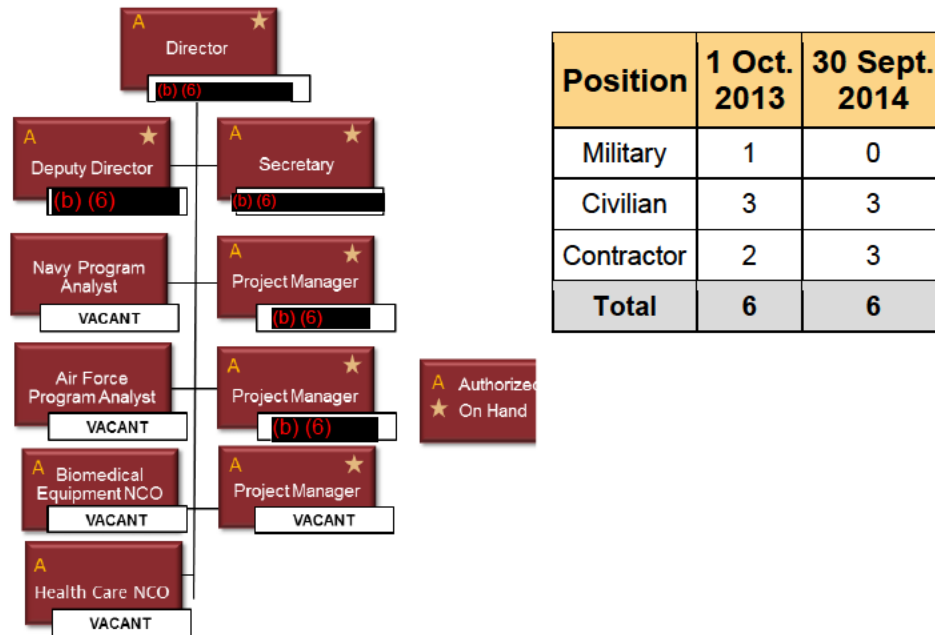 A
Director
(b) (6)
A
Deputy Director
(b) (6)
A
Secretary
(b) (6)
Navy Program
Analyst
VACANT
A
Project Manager
(b) (6)
Air Force
Program Analyst
VACANT
A
Project Manager
(b) (6)
A
Biomedical
Equipment NCO
VACANT
A
Project Manager
VACANT
A
Health Care NCO
VACANT
A Authorized
On Hand
Position 1 Oct. 2013 30 Sept. 2014
Military 1 0
Civilian 3 3
Contractor 2 3
Total 6 6